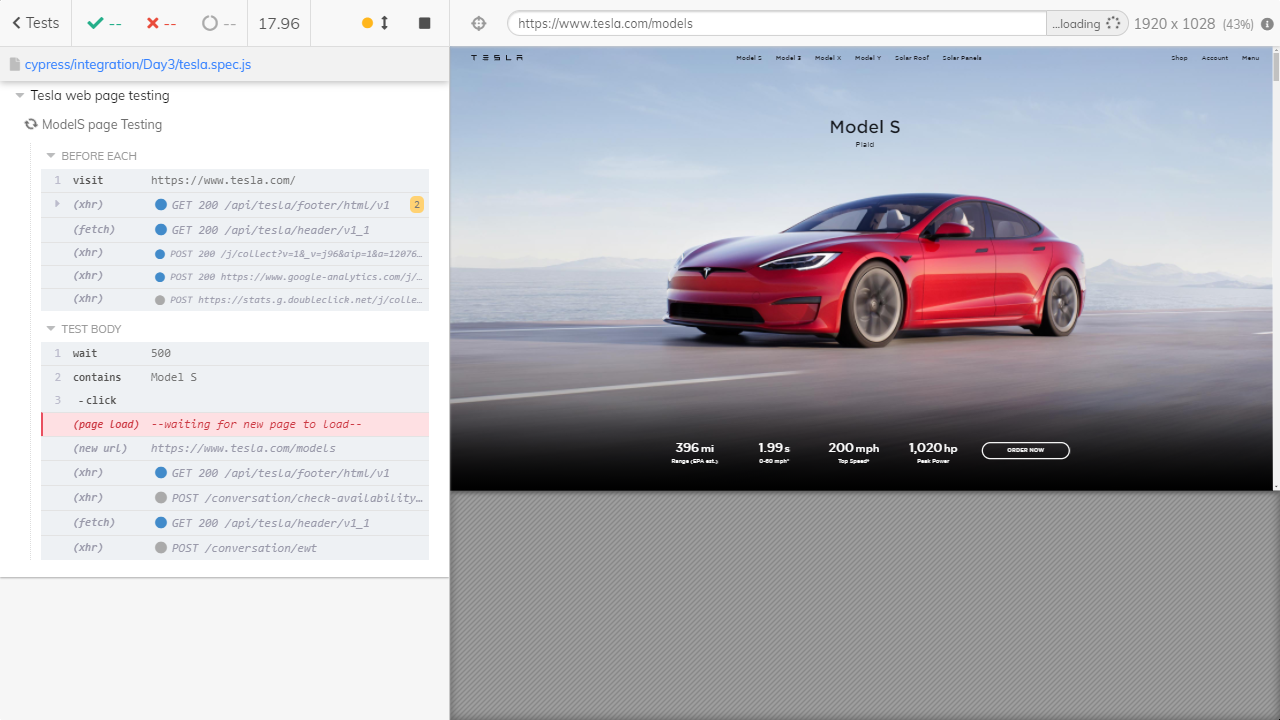 Tests
--
--
--
17.96
https://www.tesla.com/models
...loading
1920 x 1028 (43%)
cypress/integration/Day3/tesla.spec.js
Tesla web page testing
ModelS page Testing
BEFORE EACH
1 visit https://www.tesla.com/
(xhr) GET 200 /api/tesla/footer/html/v1 2
(fetch) GET 200 /api/tesla/header/v1_1
(xhr) POST 200 /j/collect?v=1&_v=j96&aip=1&a=12076…
(xhr) POST 200 https://www.google-analytics.com/j/…
(xhr) POST https://stats.g.doubleclick.net/j/colle…
TEST BODY
1 wait 500
2 contains Model S
3 -click
(page load) --waiting for new page to load--
(new url) https://www.tesla.com/models
(xhr) GET 200 /api/tesla/footer/html/v1
(xhr) POST /conversation/check-availability…
(fetch) GET 200 /api/tesla/header/v1_1
(xhr) POST /conversation/ewt
TESLA
Model S Model 3 Model X Model Y Solar Roof Solar Panels
Shop Account Menu
Model S
Plaid
396 mi
Range (EPA est.)
1.99 s
0-60 mph*
200 mph
Top Speed*
1,020 hp
Peak Power
ORDER NOW